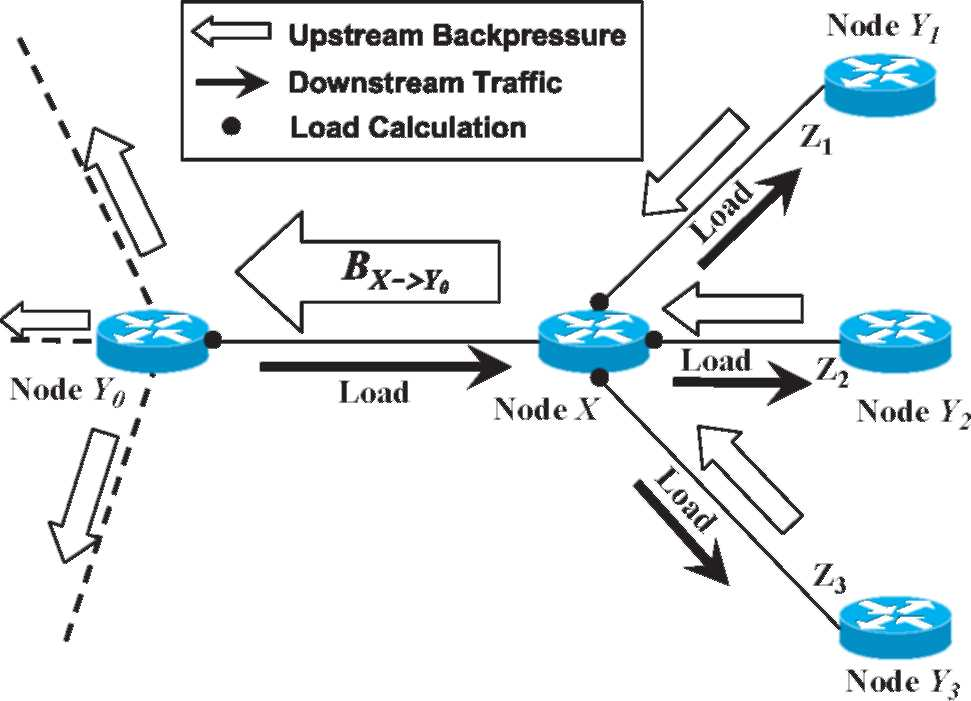 Upstream Backpressure
Downstream Traffic
Load Calculation
Node Y1
Z1
Load
BX->Y0
Load
Node Y0
Load
Node X
Z2
Node Y2
Load
Z3
Node Y3